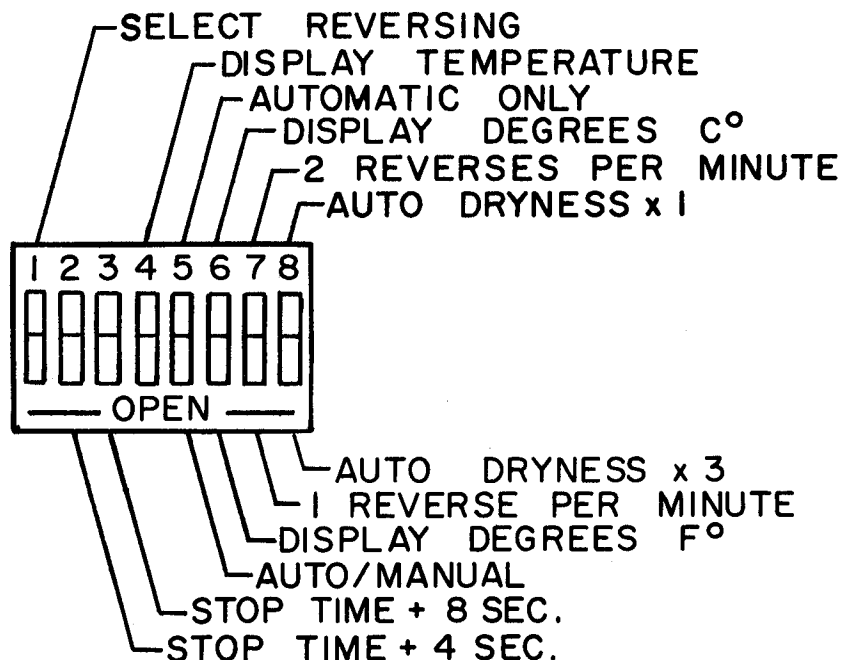 SELECT REVERSING
DISPLAY TEMPERATURE
AUTOMATIC ONLY
DISPLAY DEGREES C°
2 REVERSES PER MINUTE
AUTO DRYNESS x 1
1 2 3 4 5 6 7 8
OPEN
AUTO DRYNESS x 3
1 REVERSE PER MINUTE
DISPLAY DEGREES F°
AUTO/MANUAL
STOP TIME + 8 SEC.
STOP TIME + 4 SEC.